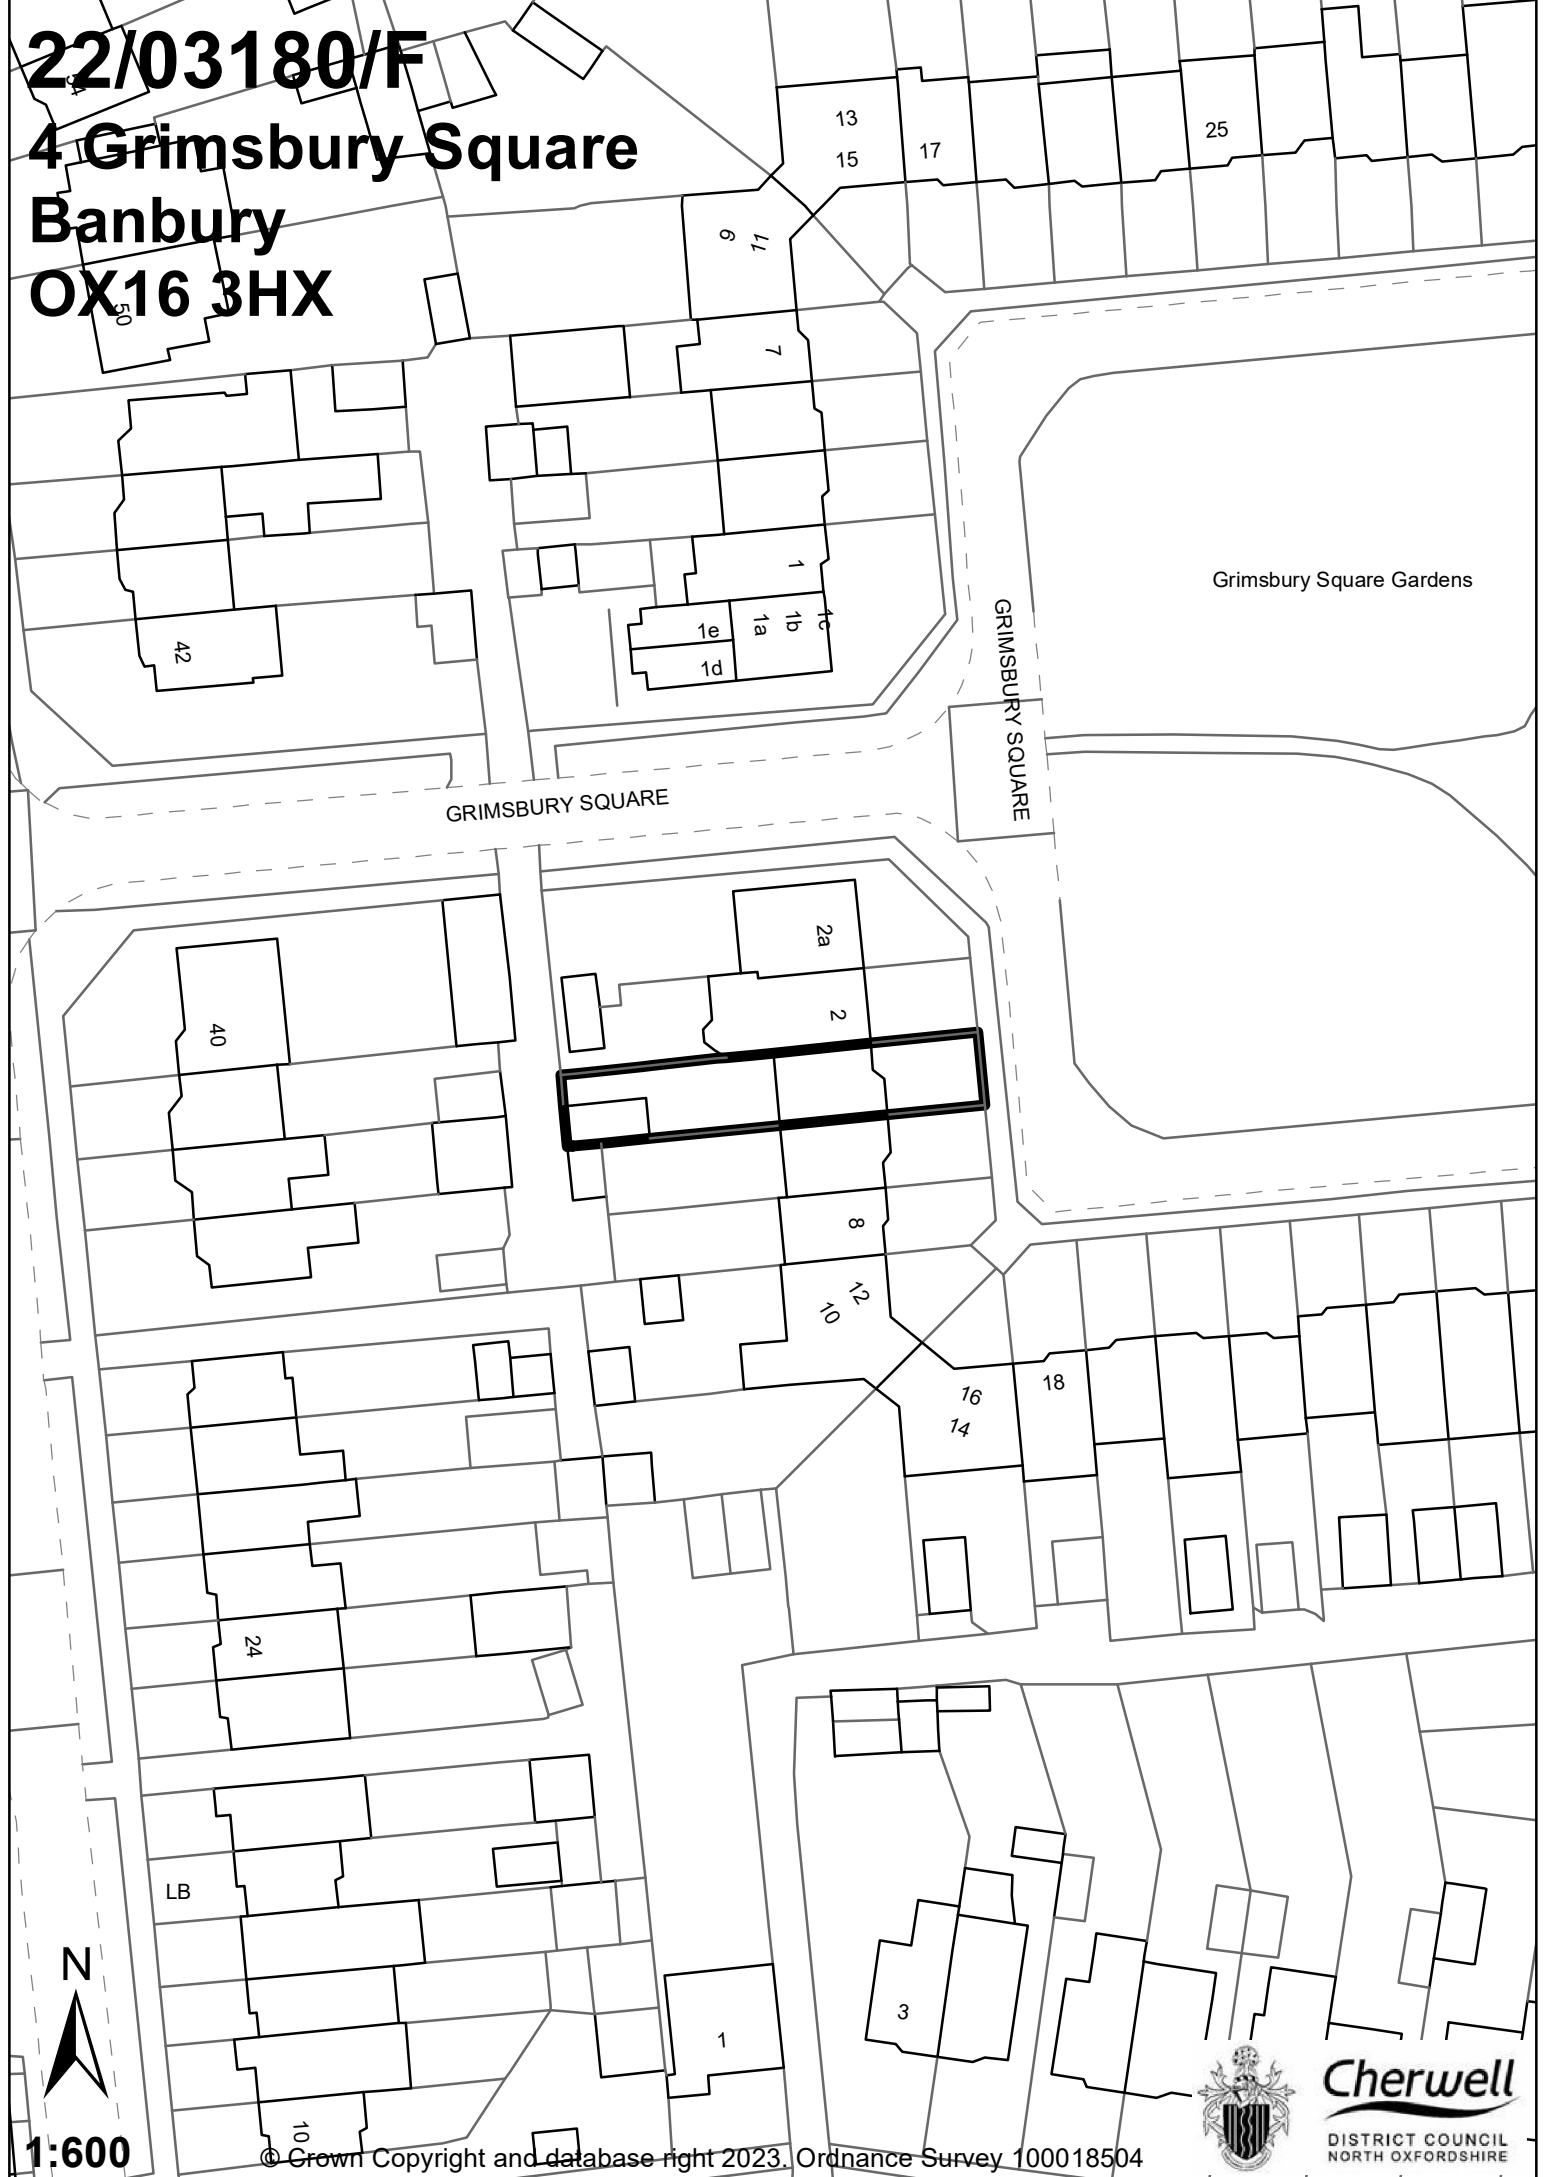 22/03180/F
4 Grimsbury Square
Banbury
OX16 3HX
54
50
13
15
17
25
9
11
7
1
1e
1a
1b
1c
1d
42
Grimsbury Square Gardens
GRIMSBURY SQUARE
GRIMSBURY SQUARE
2a
2
40
8
12
10
16
14
18
24
LB
N
3
1
10
1:600
© Crown Copyright and database right 2023. Ordnance Survey 100018504
Cherwell
DISTRICT COUNCIL
NORTH OXFORDSHIRE